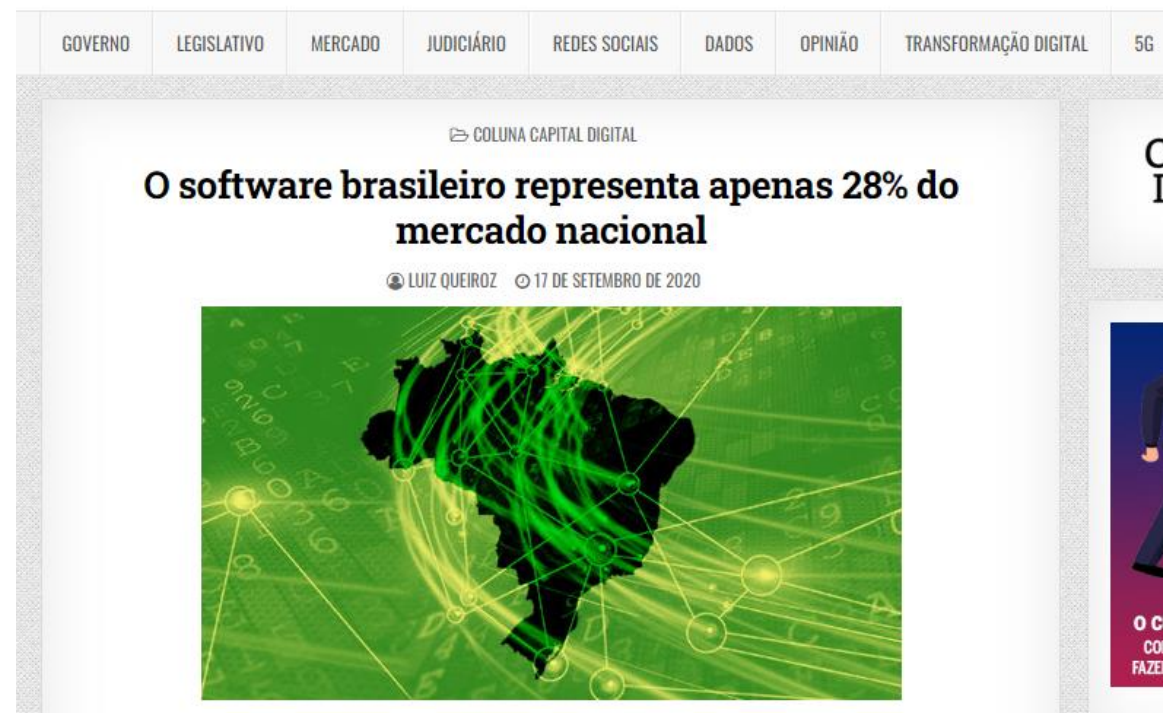 GOVERNO LEGISLATIVO MERCADO JUDICIÁRIO REDES SOCIAIS DADOS OPINIÃO TRANSFORMAÇÃO DIGITAL 5G
COLUNA CAPITAL DIGITAL
O software brasileiro representa apenas 28% do
mercado nacional
LUIZ QUEIROZ 17 DE SETEMBRO DE 2020